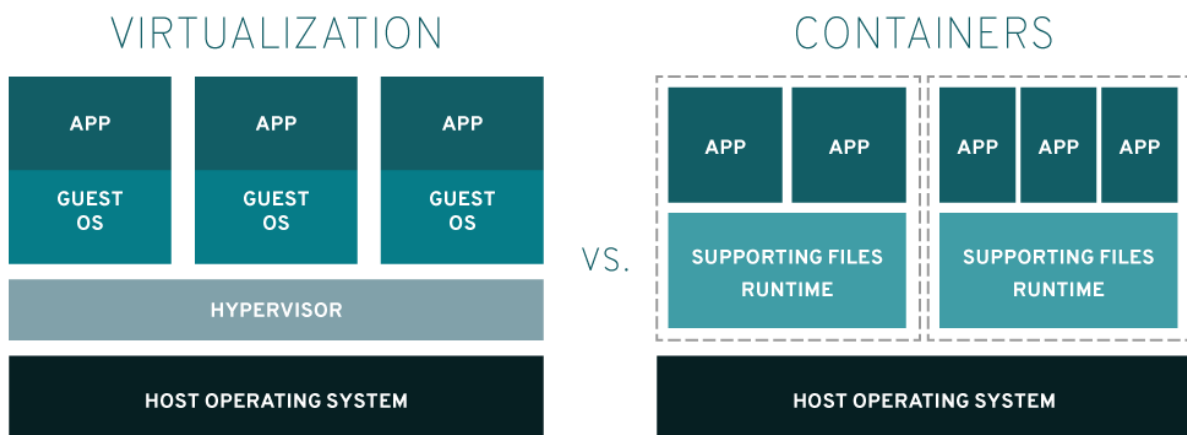 VIRTUALIZATION
APP
APP
APP
GUEST
OS
GUEST
OS
GUEST
OS
HYPERVISOR
HOST OPERATING SYSTEM
VS.
CONTAINERS
APP
APP
APP
APP
APP
SUPPORTING FILES
RUNTIME
SUPPORTING FILES
RUNTIME
HOST OPERATING SYSTEM